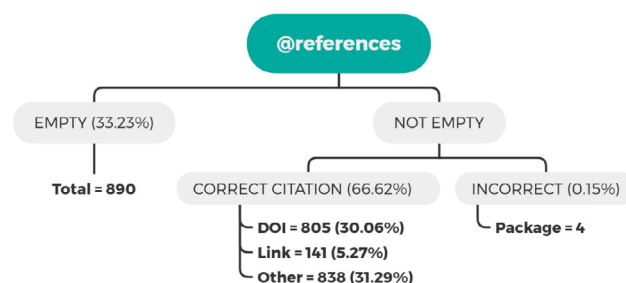 @references
EMPTY (33.23%)
NOT EMPTY
Total = 890
CORRECT CITATION (66.62%)
INCORRECT (0.15%)
DOI = 805 (30.06%)
Package = 4
Link = 141 (5.27%)
Other = 838 (31.29%)